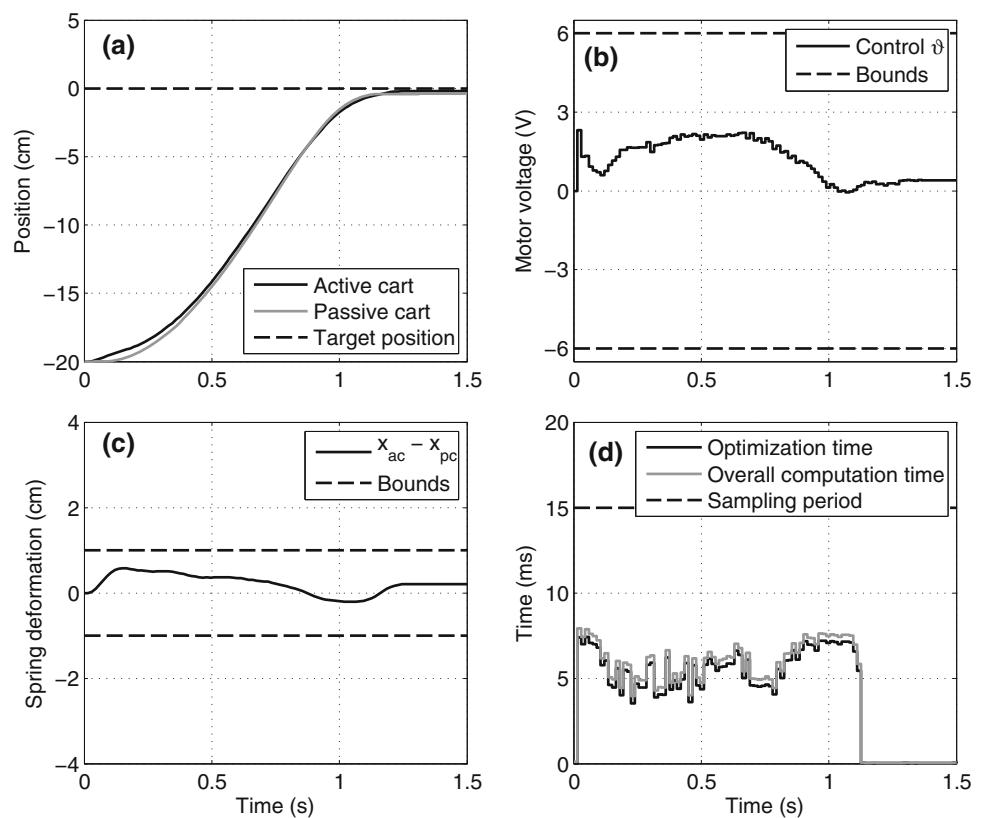 (a)
5
0
−5
−10
−15
−20
Position (cm)
0
0.5
1
1.5
Active cart
Passive cart
Target position
(b)
6
3
0
−3
−6
Motor voltage (V)
0
0.5
1
1.5
Control ϑ
Bounds
(c)
4
2
0
−2
−4
Spring deformation (cm)
0
0.5
1
1.5
Time (s)
x_ac − x_pc
Bounds
(d)
20
15
10
5
0
Time (ms)
0
0.5
1
1.5
Time (s)
Optimization time
Overall computation time
Sampling period